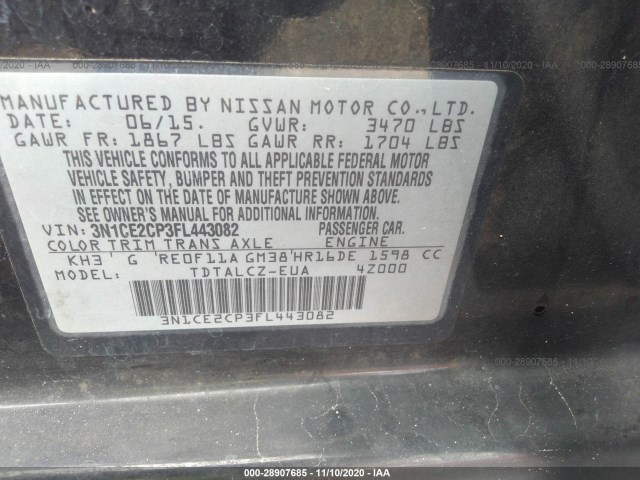 000-28907685 - 11/10/2020 - IAA
MANUFACTURED BY NISSAN MOTOR CO.,LTD.
DATE: 06/15. GVWR: 3470 LBS
GAWR FR: 1867 LBS GAWR RR: 1704 LBS
THIS VEHICLE CONFORMS TO ALL APPLICABLE FEDERAL MOTOR
VEHICLE SAFETY, BUMPER AND THEFT PREVENTION STANDARDS
IN EFFECT ON THE DATE OF MANUFACTURE SHOWN ABOVE.
SEE OWNER'S MANUAL FOR ADDITIONAL INFORMATION.
VIN: 3N1CE2CP3FL443082 PASSENGER CAR.
COLOR TRIM TRANS AXLE ENGINE
KH3 G RE0F11A GM38 HR16DE 1598 CC
MODEL: TDTALCZ-EUA 4Z000
3N1CE2CP3FL443082
000-28907685 - 11/10/2020 - IAA